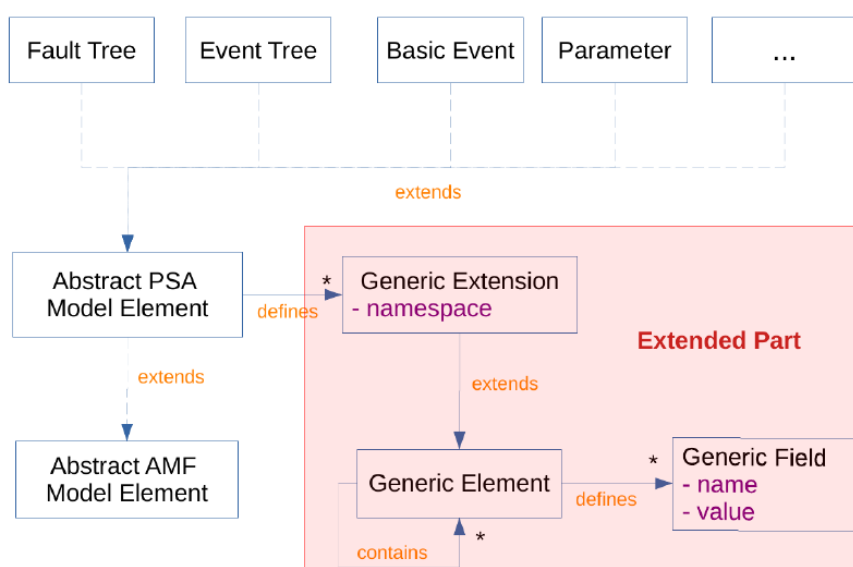 Fault Tree
Event Tree
Basic Event
Parameter
...
extends
Abstract PSA
Model Element
defines
*
Generic Extension
- namespace
Extended Part
extends
extends
Abstract AMF
Model Element
Generic Element
defines
*
Generic Field
- name
- value
contains
*